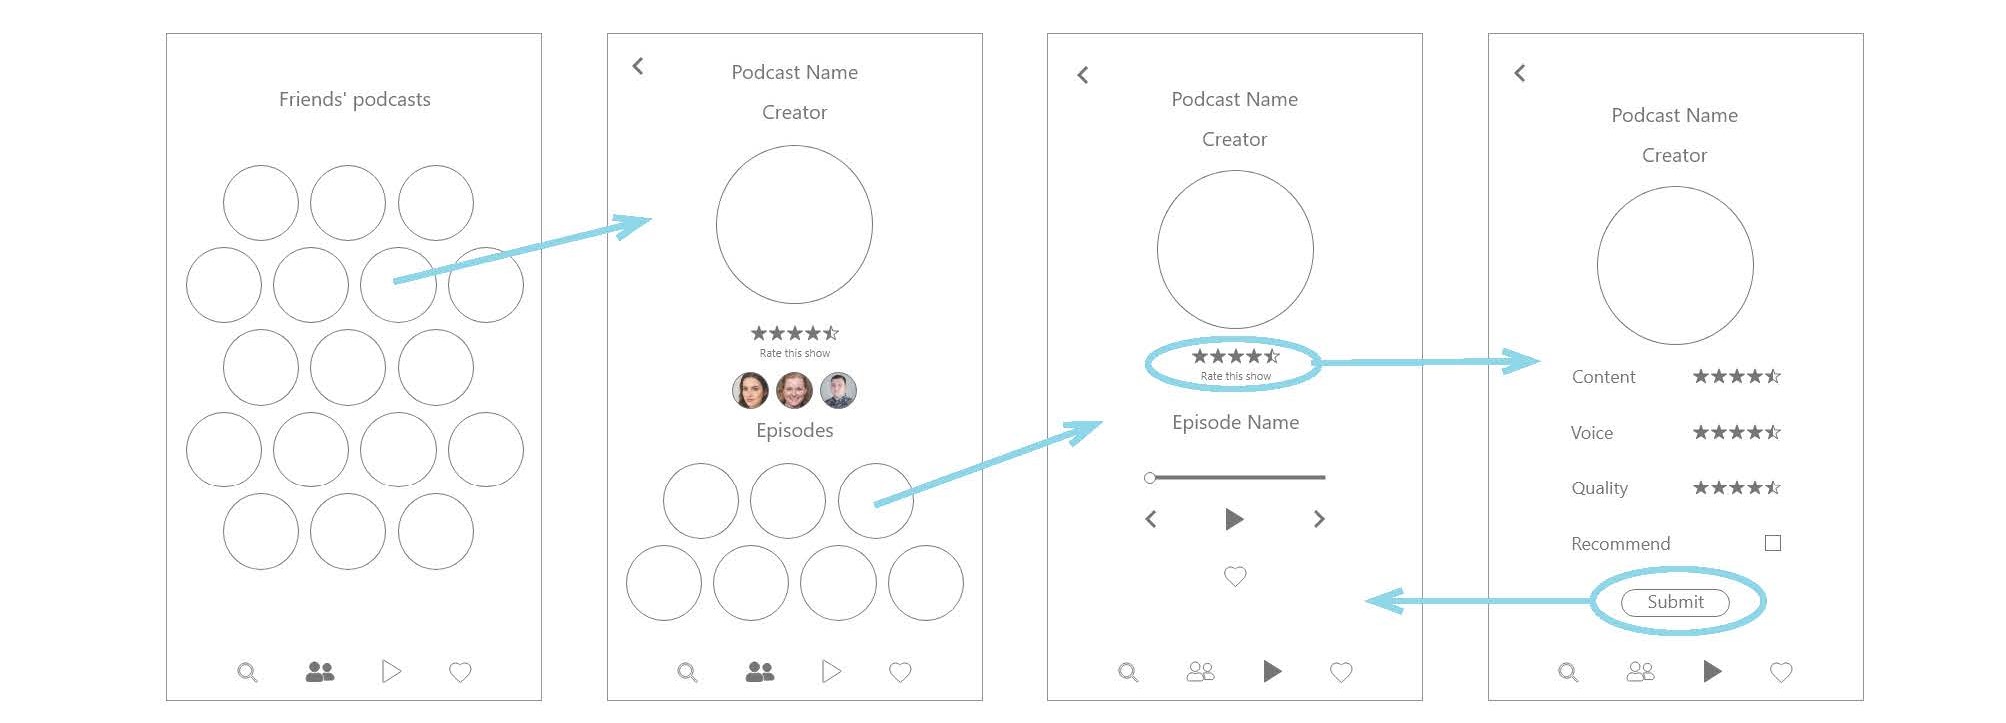 Friends' podcasts
Podcast Name
Creator
Rate this show
Episodes
Podcast Name
Creator
Rate this show
Episode Name
Podcast Name
Creator
Content
Voice
Quality
Recommend
Submit